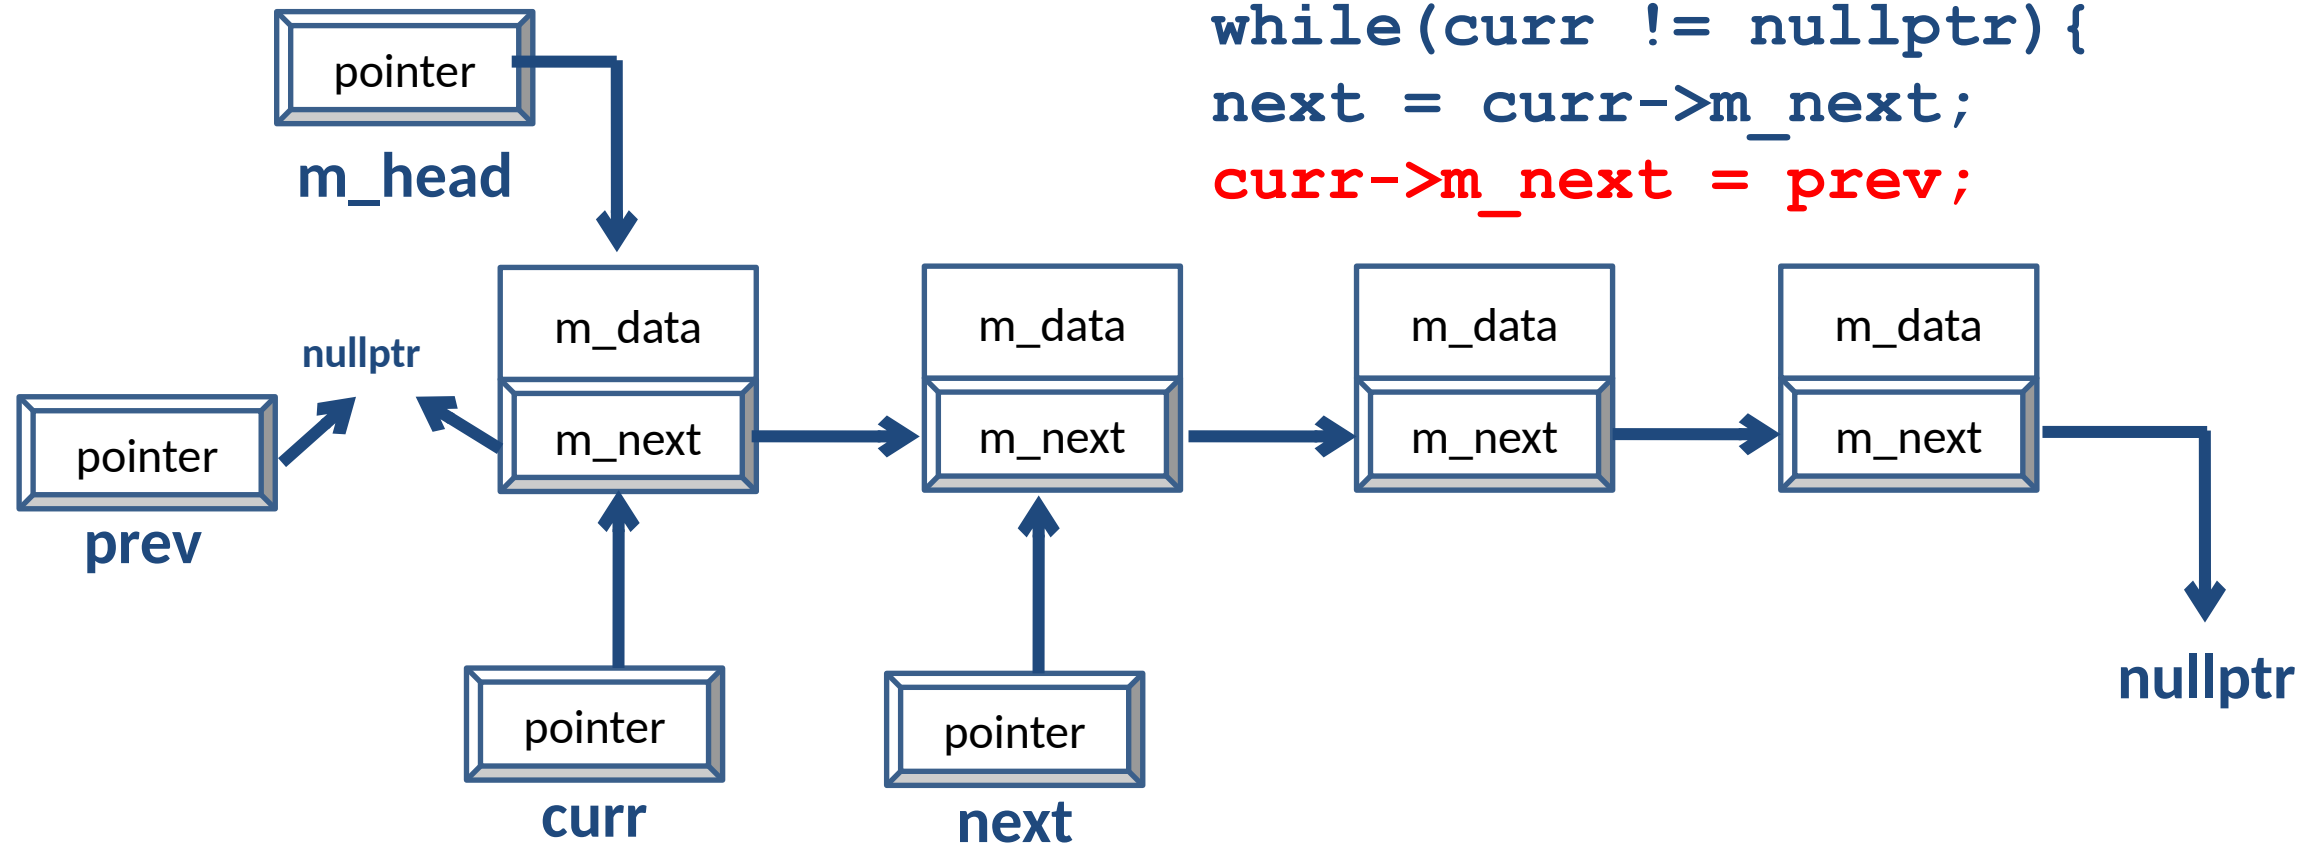 while(curr != nullptr){
next = curr->m_next;
curr->m_next = prev;
pointer
m_head
m_data
m_data
m_data
m_data
nullptr
m_next
m_next
m_next
m_next
pointer
prev
nullptr
pointer
curr
pointer
next